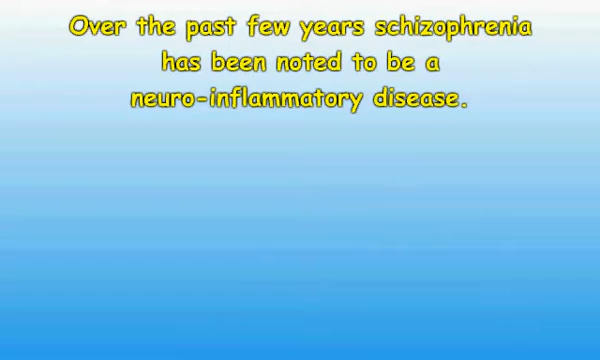 Over the past few years schizophrenia
has been noted to be a
neuro-inflammatory disease.